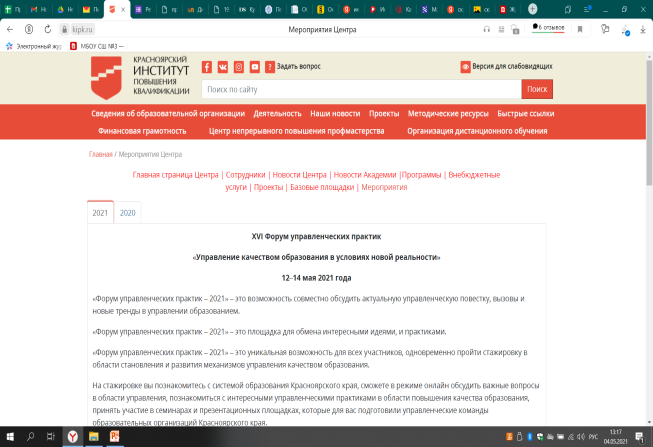 kipk.ru
Мероприятия Центра
6 отзывов
Электронный жур
МБОУ СШ №3 —
КРАСНОЯРСКИЙ
ИНСТИТУТ
ПОВЫШЕНИЯ
КВАЛИФИКАЦИИ
Задать вопрос
Версия для слабовидящих
Поиск по сайту
Поиск
Сведения об образовательной организации Деятельность Наши новости Проекты Методические ресурсы Быстрые ссылки
Финансовая грамотность Центр непрерывного повышения профмастерства Организация дистанционного обучения
Главная / Мероприятия Центра
Главная страница Центра | Сотрудники | Новости Центра | Новости Академии |Программы | Внебюджетные
услуги | Проекты | Базовые площадки | Мероприятия
2021 2020
XVI Форум управленческих практик
«Управление качеством образования в условиях новой реальности»
12–14 мая 2021 года
«Форум управленческих практик – 2021» – это возможность совместно обсудить актуальную управленческую повестку, вызовы и
новые тренды в управлении образованием.
«Форум управленческих практик – 2021» – это площадка для обмена интересными идеями, и практиками.
«Форум управленческих практик – 2021» – это уникальная возможность для всех участников, одновременно пройти стажировку в
области становления и развития механизмов управления качеством образования.
На стажировке вы познакомитесь с системой образования Красноярского края, сможете в режиме онлайн обсудить важные вопросы
в области управления, познакомиться с интересными управленческими практиками в области повышения качества образования,
принять участие в семинарах и презентационных площадках, которые для вас подготовили управленческие команды
образовательных организаций Красноярского края.
РУС
13:17
04.05.2021